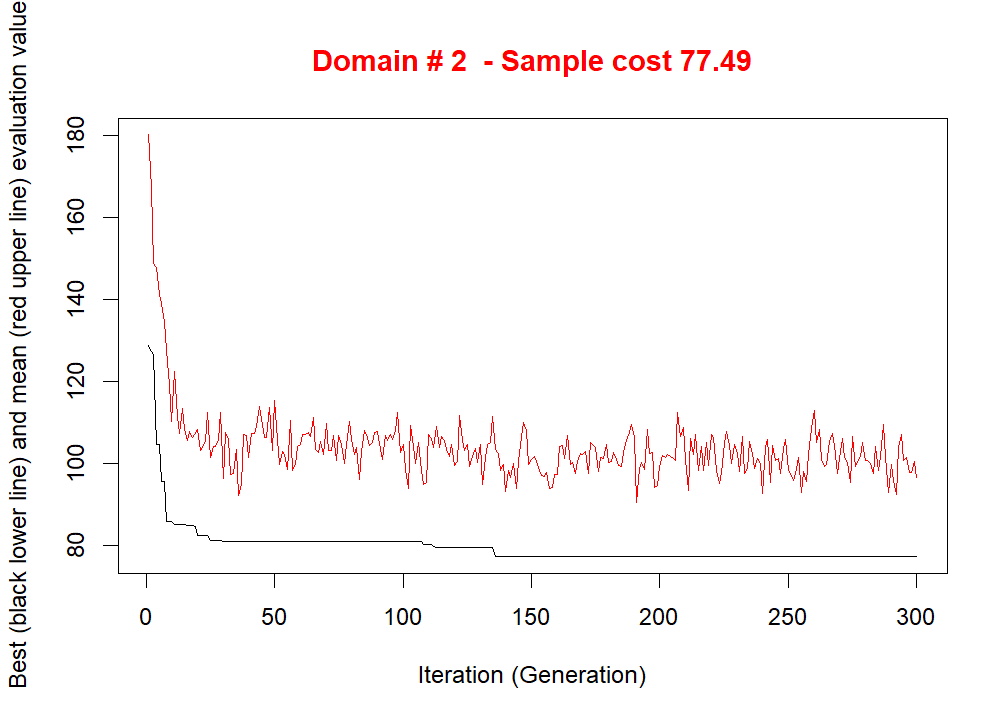 Domain # 2  - Sample cost 77.49
Best (black lower line) and mean (red upper line) evaluation value
180
160
140
120
100
80
0 50 100 150 200 250 300
Iteration (Generation)